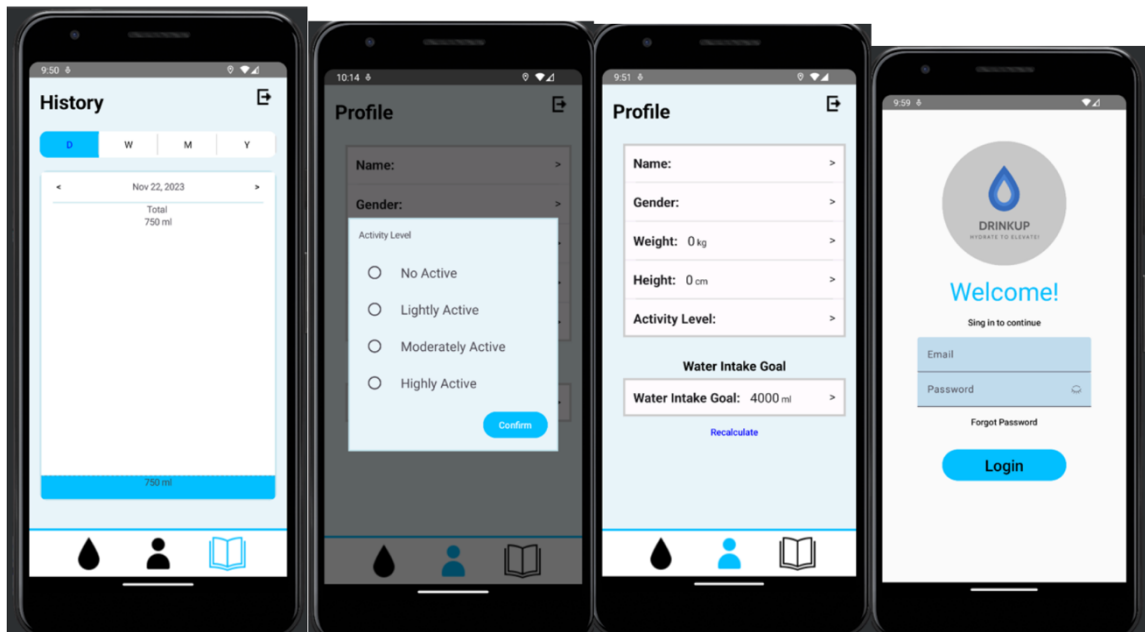 9:50
History
D W M Y
< Nov 22, 2023 >
Total
750 ml
750 ml
10:14
Profile
Name: >
Gender: >
Activity Level
No Active
Lightly Active
Moderately Active
Highly Active
Confirm
9:51
Profile
Name: >
Gender: >
Weight: 0 kg >
Height: 0 cm >
Activity Level: >
Water Intake Goal
Water Intake Goal: 4000 ml >
Recalculate
9:59
DRINKUP
HYDRATE TO ELEVATE!
Welcome!
Sing in to continue
Email
Password
Forgot Password
Login